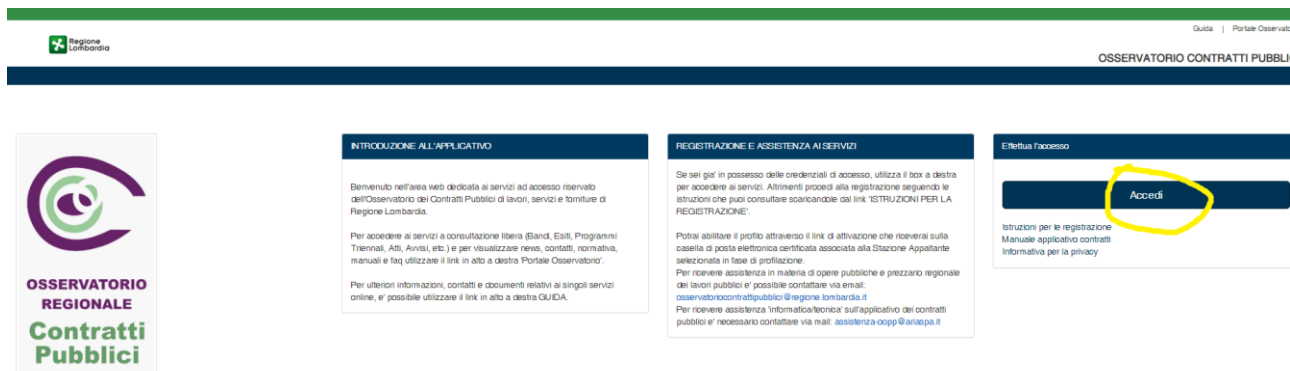 Guida | Portale Osservato
Regione
Lombardia
OSSERVATORIO CONTRATTI PUBBLI
OSSERVATORIO
REGIONALE
Contratti
Pubblici
INTRODUZIONE ALL'APPLICATIVO
Benvenuto nell'area web dedicata ai servizi ad accesso riservato
dell'Osservatorio dei Contratti Pubblici di lavori, servizi e forniture di
Regione Lombardia.
Per accedere ai servizi a consultazione libera (Bandi, Esiti, Programmi
Triennali, Atti, Avvisi, etc.) e per visualizzare news, contatti, normativa,
manuali e faq utilizzare il link in alto a destra 'Portale Osservatorio'.
Per ulteriori informazioni, contatti e documenti relativi ai singoli servizi
online, e' possibile utilizzare il link in alto a destra GUIDA.
REGISTRAZIONE E ASSISTENZA AI SERVIZI
Se sei gia' in possesso delle credenziali di accesso, utilizza il box a destra
per accedere ai servizi. Altrimenti procedi alla registrazione seguendo le
istruzioni che puoi consultare scaricandole dal link 'ISTRUZIONI PER LA
REGISTRAZIONE'.
Potrai abilitare il profilo attraverso il link di attivazione che riceverai sulla
casella di posta elettronica certificata associata alla Stazione Appaltante
selezionata in fase di profilazione.
Per ricevere assistenza in materia di opere pubbliche e prezzario regionale
dei lavori pubblici e' possibile contattare via email:
osservatoriocontrattipubblici@regione.lombardia.it
Per ricevere assistenza 'informatica/tecnica' sull'applicativo dei contratti
pubblici e' necessario contattare via mail: assistenza-oopp@ariaspa.it
Effettua l'accesso
Accedi
Istruzioni per le registrazione
Manuale applicativo contratti
Informativa per la privacy